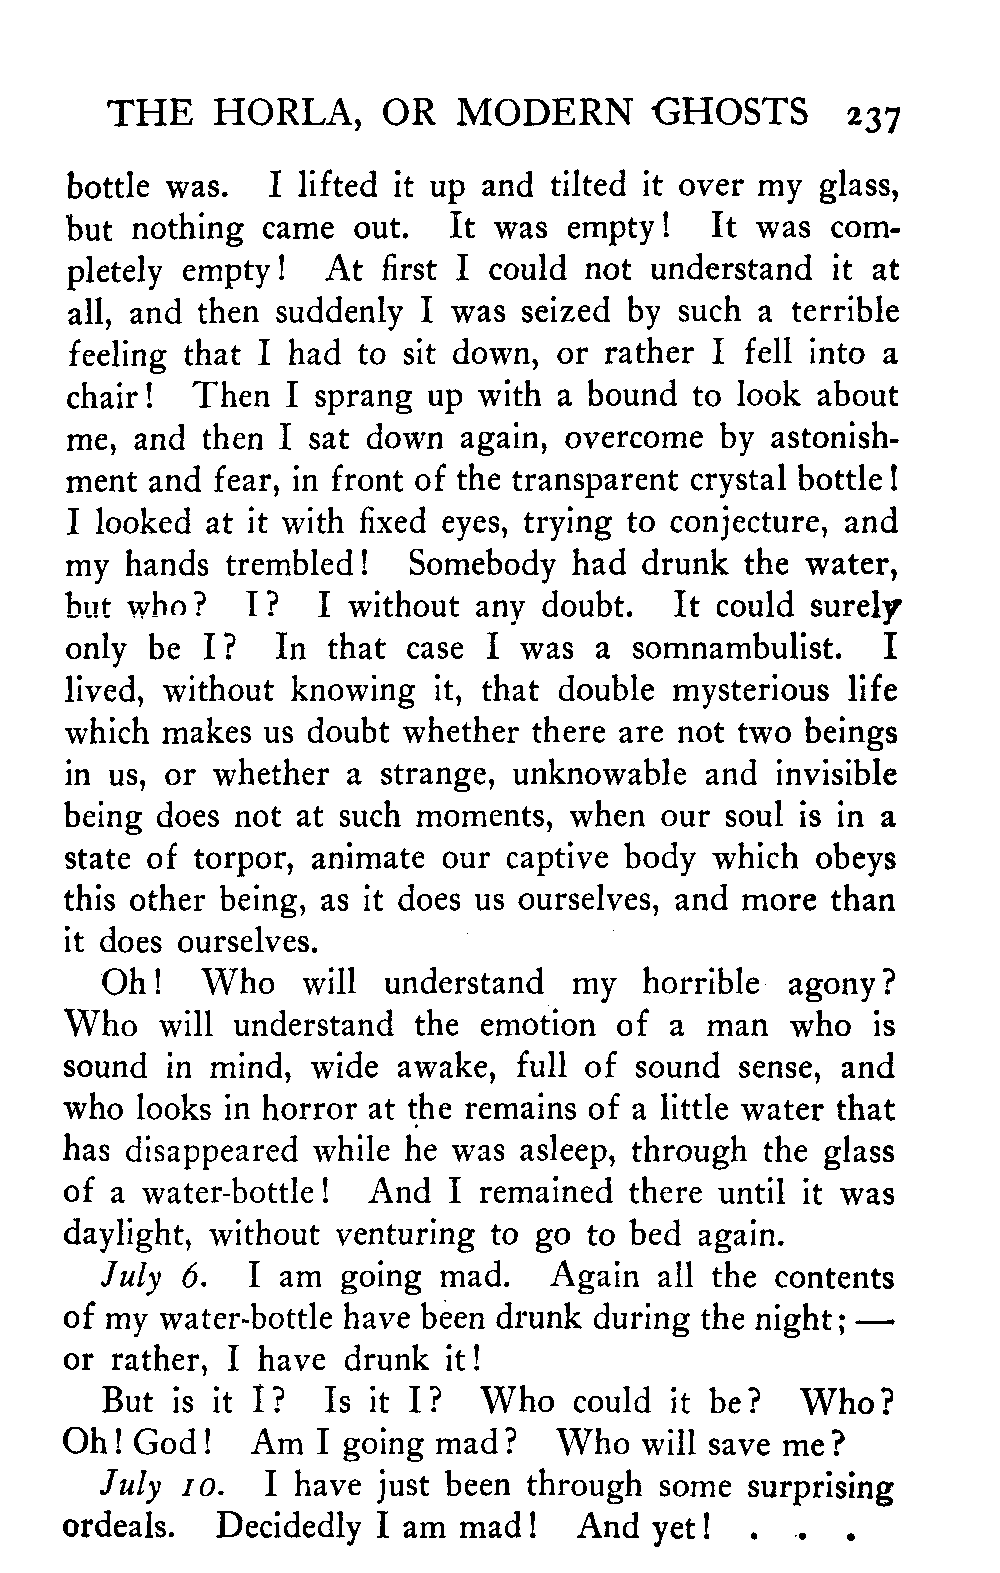 THE HORLA, OR MODERN GHOSTS 237
bottle was. I lifted it up and tilted it over my glass,
but nothing came out. It was empty! It was com-
pletely empty! At first I could not understand it at
all, and then suddenly I was seized by such a terrible
feeling that I had to sit down, or rather I fell into a
chair! Then I sprang up with a bound to look about
me, and then I sat down again, overcome by astonish-
ment and fear, in front of the transparent crystal bottle!
I looked at it with fixed eyes, trying to conjecture, and
my hands trembled! Somebody had drunk the water,
but who? I? I without any doubt. It could surely
only be I? In that case I was a somnambulist. I
lived, without knowing it, that double mysterious life
which makes us doubt whether there are not two beings
in us, or whether a strange, unknowable and invisible
being does not at such moments, when our soul is in a
state of torpor, animate our captive body which obeys
this other being, as it does us ourselves, and more than
it does ourselves.
Oh! Who will understand my horrible agony?
Who will understand the emotion of a man who is
sound in mind, wide awake, full of sound sense, and
who looks in horror at the remains of a little water that
has disappeared while he was asleep, through the glass
of a water-bottle! And I remained there until it was
daylight, without venturing to go to bed again.
July 6. I am going mad. Again all the contents
of my water-bottle have been drunk during the night;—
or rather, I have drunk it!
But is it I? Is it I? Who could it be? Who?
Oh! God! Am I going mad? Who will save me?
July 10. I have just been through some surprising
ordeals. Decidedly I am mad! And yet! . . .